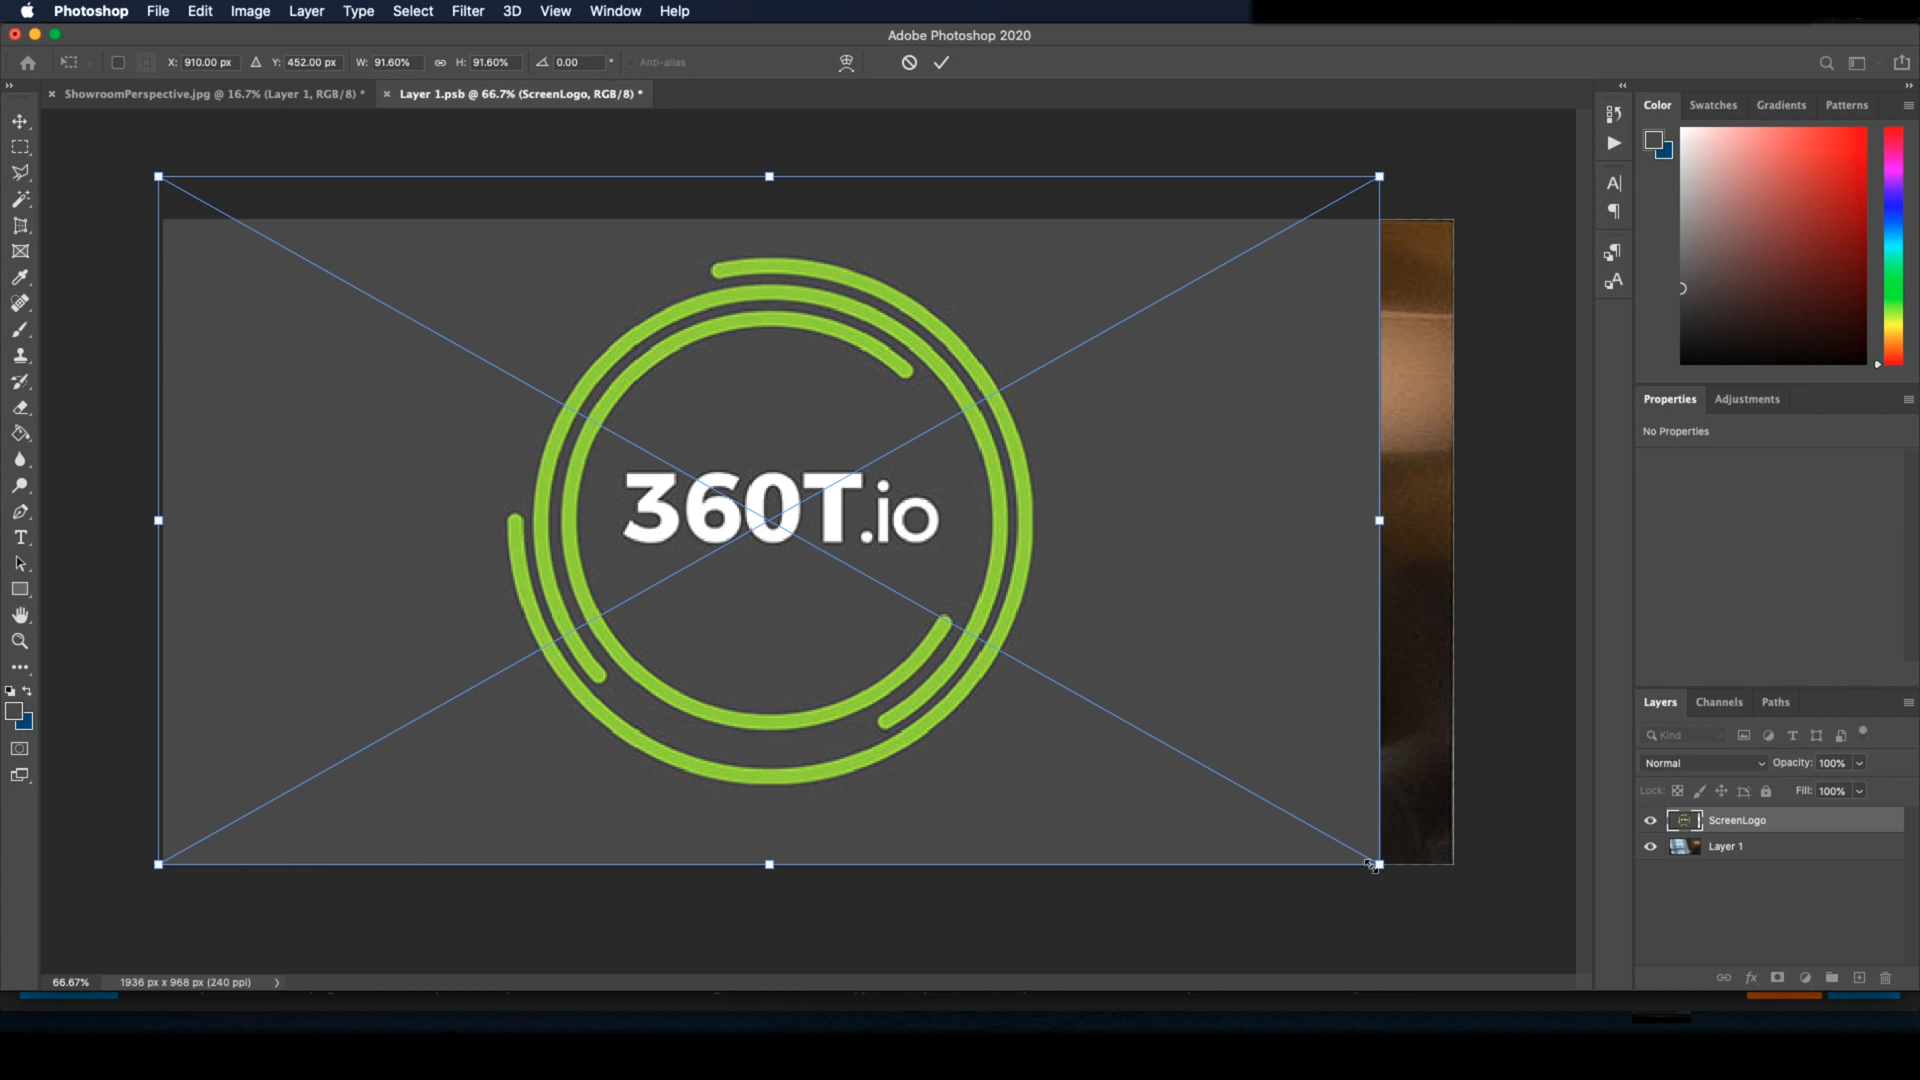 Photoshop File Edit Image Layer Type Select Filter 3D View Window Help
Adobe Photoshop 2020
X: 910.00 px Y: 452.00 px W: 91.60% H: 91.60% 0.00 ° Anti-alias
ShowroomPerspective.jpg @ 16.7% (Layer 1, RGB/8) * Layer 1.psb @ 66.7% (ScreenLogo, RGB/8) *
Color Swatches Gradients Patterns
360T.io
Properties Adjustments
No Properties
Layers Channels Paths
Kind
Normal Opacity: 100%
Lock: Fill: 100%
ScreenLogo
Layer 1
66.67% 1936 px x 968 px (240 ppi)